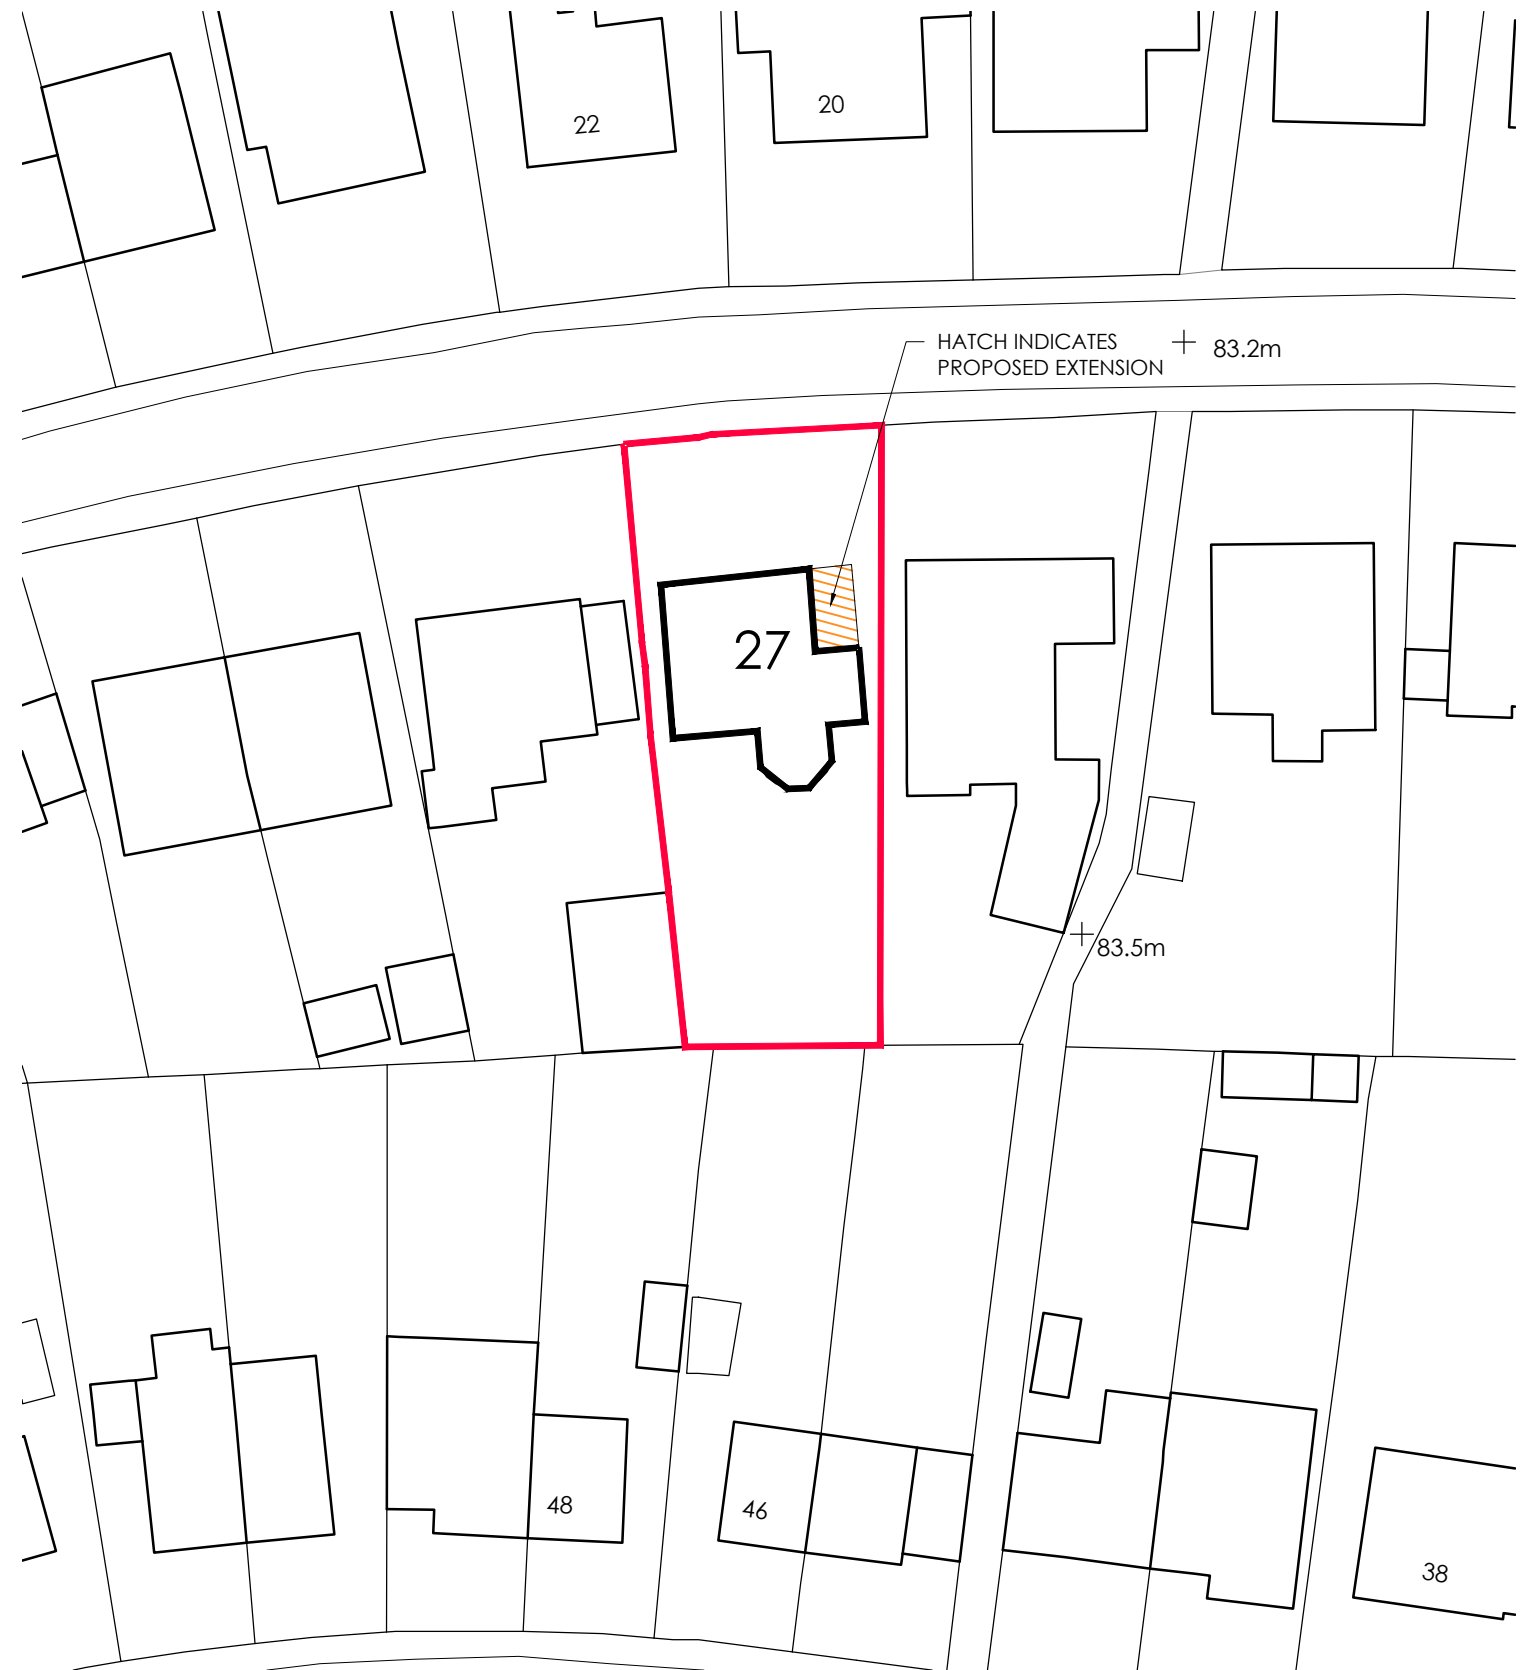 22
20
HATCH INDICATES
PROPOSED EXTENSION
83.2m
27
83.5m
48
46
38